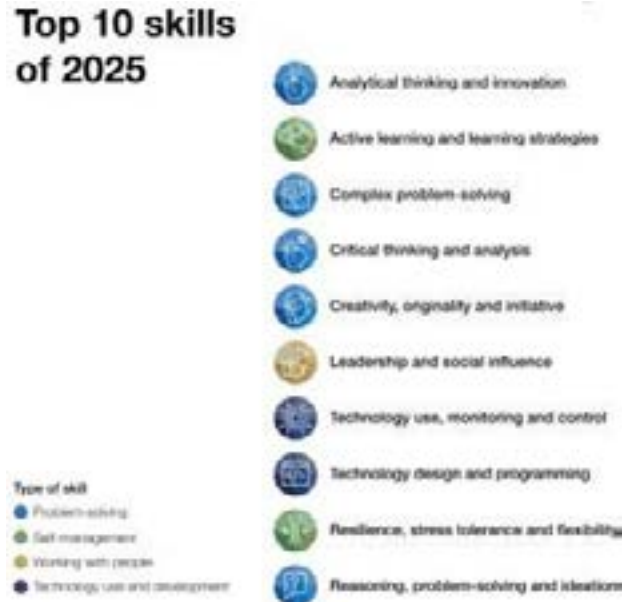 Top 10 skills
of 2025
Analytical thinking and innovation
Active learning and learning strategies
Complex problem-solving
Critical thinking and analysis
Creativity, originality and initiative
Leadership and social influence
Technology use, monitoring and control
Technology design and programming
Resilience, stress tolerance and flexibility
Reasoning, problem-solving and ideation
Type of skill
Problem-solving
Self-management
Working with people
Technology use and development